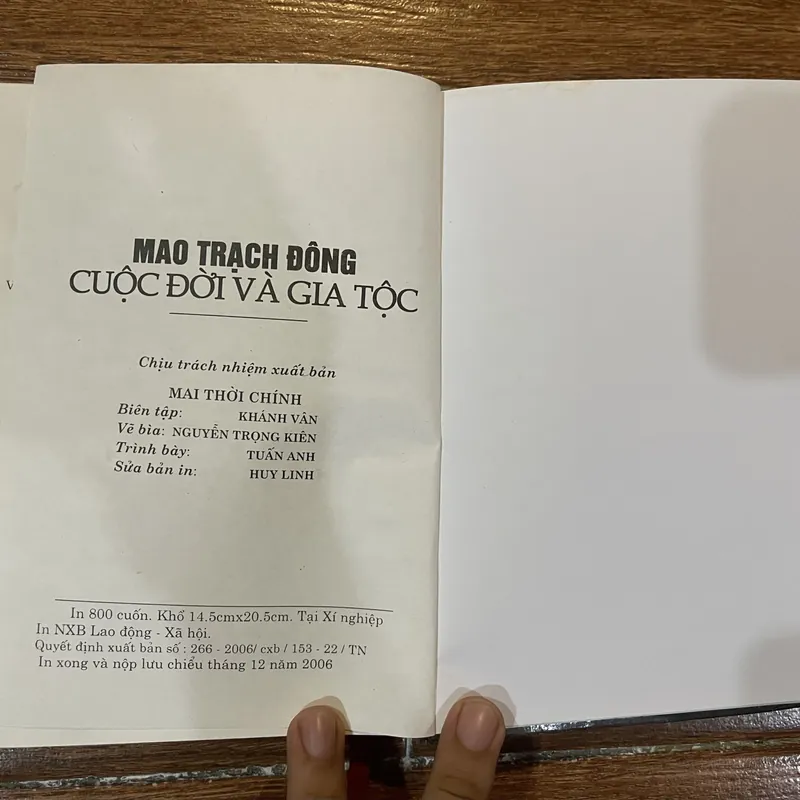 MAO TRẠCH ĐÔNG
CUỘC ĐỜI VÀ GIA TỘC
Chịu trách nhiệm xuất bản
MAI THỜI CHÍNH
Biên tập: KHÁNH VÂN
Vẽ bìa: NGUYỄN TRỌNG KIÊN
Trình bày: TUẤN ANH
Sửa bản in: HUY LINH
In 800 cuốn. Khổ 14.5cmx20.5cm. Tại Xí nghiệp
In NXB Lao động - Xã hội.
Quyết định xuất bản số : 266 - 2006/ cxb / 153 - 22 / TN
In xong và nộp lưu chiểu tháng 12 năm 2006